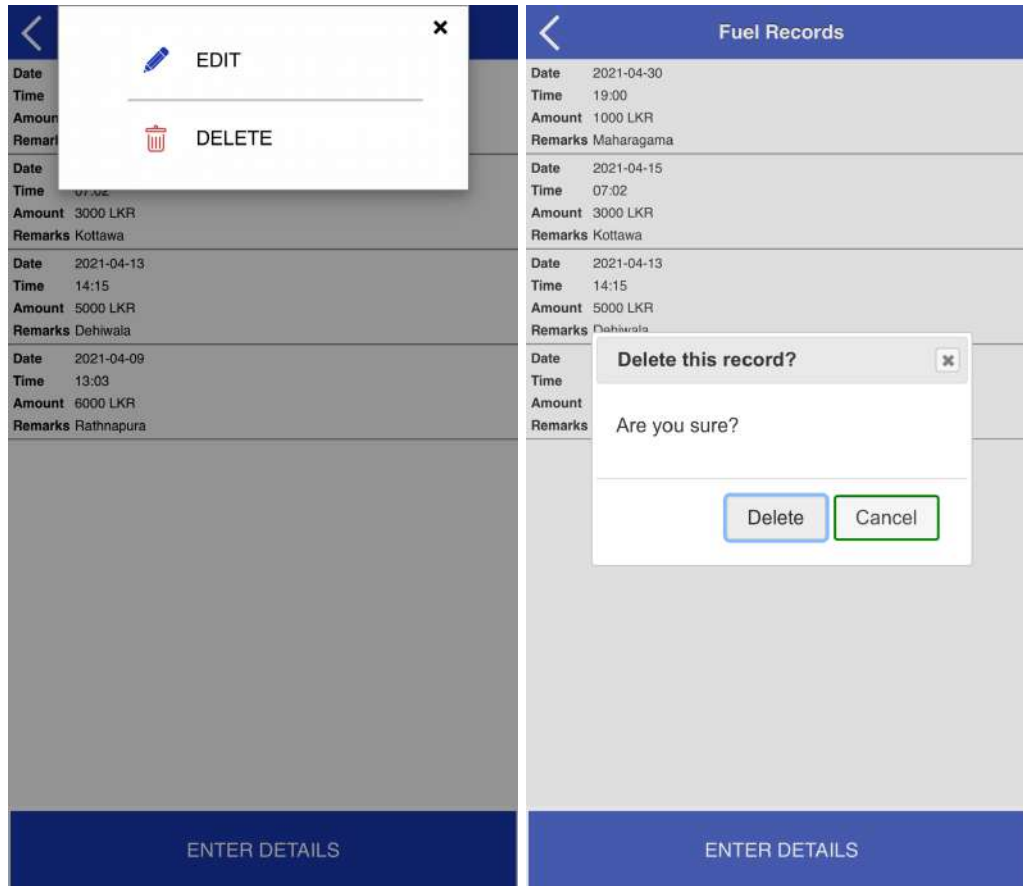 EDIT
DELETE
Date
Time
Remarks
Date
Time
Amount 3000 LKR
Remarks Kottawa
Date 2021-04-13
Time 14:15
Amount 5000 LKR
Remarks Dehiwala
Date 2021-04-09
Time 13:03
Amount 6000 LKR
Remarks Rathnapura
ENTER DETAILS
Fuel Records
Date 2021-04-30
Time 19:00
Amount 1000 LKR
Remarks Maharagama
Date 2021-04-15
Time 07:02
Amount 3000 LKR
Remarks Kottawa
Date 2021-04-13
Time 14:15
Amount 5000 LKR
Remarks Dehiwala
Date
Time
Amount
Remarks
Delete this record?
Are you sure?
Delete Cancel
ENTER DETAILS